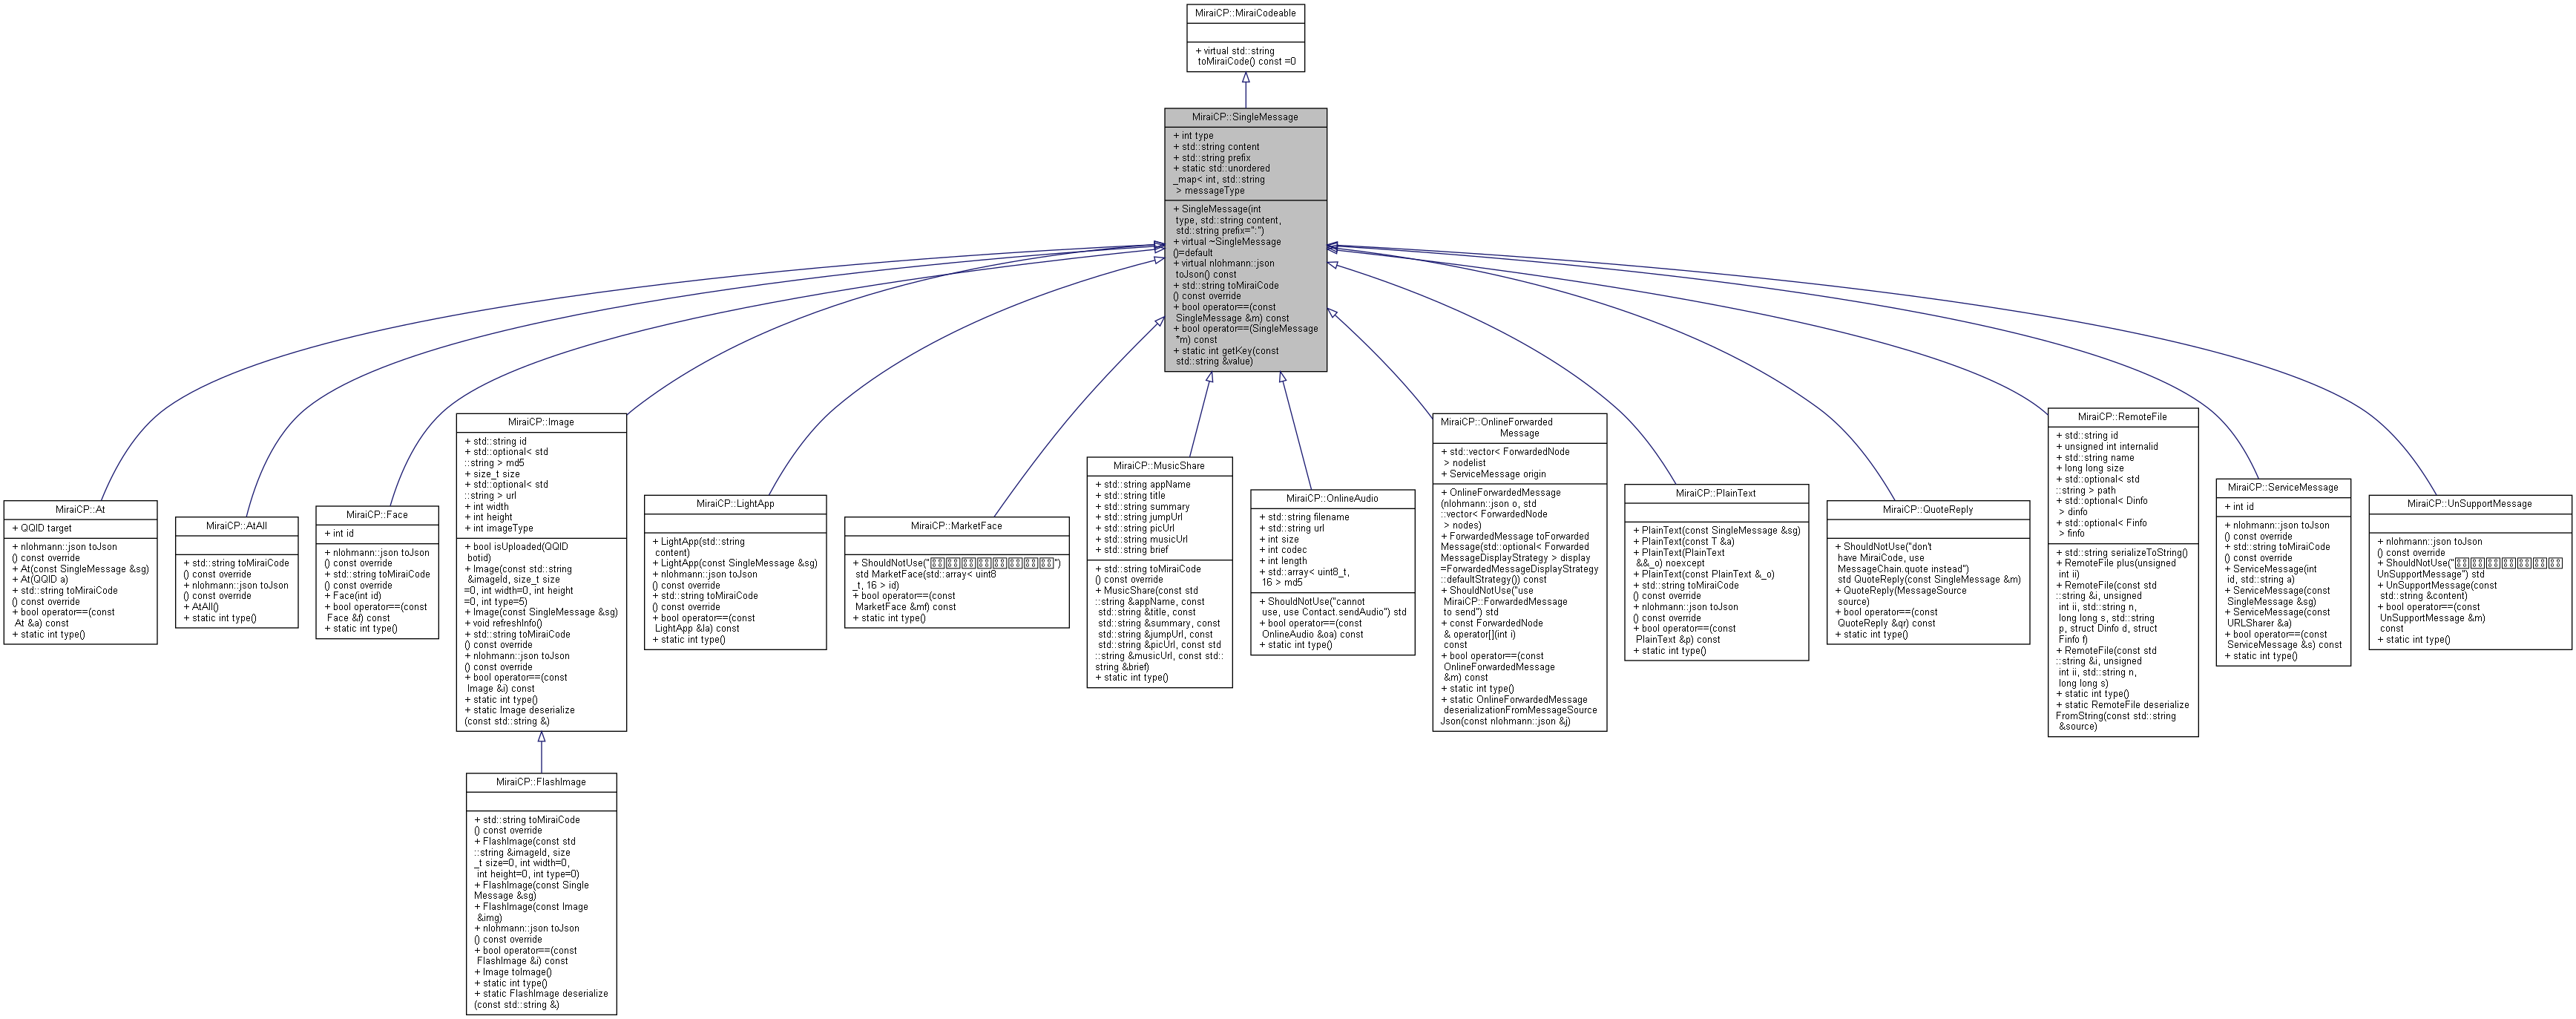 MiraiCP::MiraiCodeable
+ virtual std::string
toMiraiCode() const =0
MiraiCP::SingleMessage
+ int type
+ std::string content
+ std::string prefix
+ static std::unordered
_map< int, std::string
> messageType
+ SingleMessage(int
type, std::string content,
std::string prefix=":")
+ virtual ~SingleMessage
()=default
+ virtual nlohmann::json
toJson() const
+ std::string toMiraiCode
() const override
+ bool operator==(const
SingleMessage &m) const
+ bool operator==(SingleMessage
*m) const
+ static int getKey(const
std::string &value)
MiraiCP::At
+ QQID target
+ nlohmann::json toJson
() const override
+ At(const SingleMessage &sg)
+ At(QQID a)
+ std::string toMiraiCode
() const override
+ bool operator==(const
At &a) const
+ static int type()
MiraiCP::AtAll
+ std::string toMiraiCode
() const override
+ nlohmann::json toJson
() const override
+ AtAll()
+ static int type()
MiraiCP::Face
+ int id
+ nlohmann::json toJson
() const override
+ std::string toMiraiCode
() const override
+ Face(int id)
+ bool operator==(const
Face &f) const
+ static int type()
MiraiCP::Image
+ std::string id
+ std::optional< std
::string > md5
+ size_t size
+ std::optional< std
::string > url
+ int width
+ int height
+ int imageType
+ bool isUploaded(QQID
botid)
+ Image(const std::string
&imageId, size_t size
=0, int width=0, int height
=0, int type=5)
+ Image(const SingleMessage &sg)
+ void refreshInfo()
+ std::string toMiraiCode
() const override
+ nlohmann::json toJson
() const override
+ bool operator==(const
Image &i) const
+ static int type()
+ static Image deserialize
(const std::string &)
MiraiCP::LightApp
+ LightApp(std::string
content)
+ LightApp(const SingleMessage &sg)
+ nlohmann::json toJson
() const override
+ std::string toMiraiCode
() const override
+ bool operator==(const
LightApp &la) const
+ static int type()
MiraiCP::MarketFace
+ ShouldNotUse("")
std MarketFace(std::array< uint8
_t, 16 > id)
+ bool operator==(const
MarketFace &mf) const
+ static int type()
MiraiCP::MusicShare
+ std::string appName
+ std::string title
+ std::string summary
+ std::string jumpUrl
+ std::string picUrl
+ std::string musicUrl
+ std::string brief
+ std::string toMiraiCode
() const override
+ MusicShare(const std
::string &appName, const
std::string &title, const
std::string &summary, const
std::string &jumpUrl, const
std::string &picUrl, const std
::string &musicUrl, const std::
string &brief)
+ static int type()
MiraiCP::OnlineAudio
+ std::string filename
+ std::string url
+ int size
+ int codec
+ int length
+ std::array< uint8_t,
16 > md5
+ ShouldNotUse("cannot
use, use Contact.sendAudio") std
+ bool operator==(const
OnlineAudio &oa) const
+ static int type()
MiraiCP::OnlineForwarded
Message
+ std::vector< ForwardedNode
> nodelist
+ ServiceMessage origin
+ OnlineForwardedMessage
(nlohmann::json o, std
::vector< ForwardedNode
> nodes)
+ ForwardedMessage toForwarded
Message(std::optional< Forwarded
MessageDisplayStrategy > display
=ForwardedMessageDisplayStrategy
::defaultStrategy()) const
+ ShouldNotUse("use
MiraiCP::ForwardedMessage
to send") std
+ const ForwardedNode
& operator[](int i)
const
+ bool operator==(const
OnlineForwardedMessage
&m) const
+ static int type()
+ static OnlineForwardedMessage
deserializationFromMessageSource
Json(const nlohmann::json &j)
MiraiCP::PlainText
+ PlainText(const SingleMessage &sg)
+ PlainText(const T &a)
+ PlainText(PlainText
&&_o) noexcept
+ PlainText(const PlainText &_o)
+ std::string toMiraiCode
() const override
+ nlohmann::json toJson
() const override
+ bool operator==(const
PlainText &p) const
+ static int type()
MiraiCP::QuoteReply
+ ShouldNotUse("don't
have MiraiCode, use
MessageChain.quote instead")
std QuoteReply(const SingleMessage &m)
+ QuoteReply(MessageSource
source)
+ bool operator==(const
QuoteReply &qr) const
+ static int type()
MiraiCP::RemoteFile
+ std::string id
+ unsigned int internalid
+ std::string name
+ long long size
+ std::optional< std
::string > path
+ std::optional< Dinfo
> dinfo
+ std::optional< Finfo
> finfo
+ std::string serializeToString()
+ RemoteFile plus(unsigned
int ii)
+ RemoteFile(const std
::string &i, unsigned
int ii, std::string n,
long long s, std::string
p, struct Dinfo d, struct
Finfo f)
+ RemoteFile(const std
::string &i, unsigned
int ii, std::string n,
long long s)
+ static int type()
+ static RemoteFile deserialize
FromString(const std::string
&source)
MiraiCP::ServiceMessage
+ int id
+ nlohmann::json toJson
() const override
+ std::string toMiraiCode
() const override
+ ServiceMessage(int
id, std::string a)
+ ServiceMessage(const
SingleMessage &sg)
+ ServiceMessage(const
URLSharer &a)
+ bool operator==(const
ServiceMessage &s) const
+ static int type()
MiraiCP::UnSupportMessage
+ nlohmann::json toJson
() const override
+ ShouldNotUse("
UnSupportMessage") std
+ UnSupportMessage(const
std::string &content)
+ bool operator==(const
UnSupportMessage &m)
const
+ static int type()
MiraiCP::FlashImage
+ std::string toMiraiCode
() const override
+ FlashImage(const std
::string &imageId, size
_t size=0, int width=0,
int height=0, int type=0)
+ FlashImage(const Single
Message &sg)
+ FlashImage(const Image
&img)
+ nlohmann::json toJson
() const override
+ bool operator==(const
FlashImage &i) const
+ Image toImage()
+ static int type()
+ static FlashImage deserialize
(const std::string &)